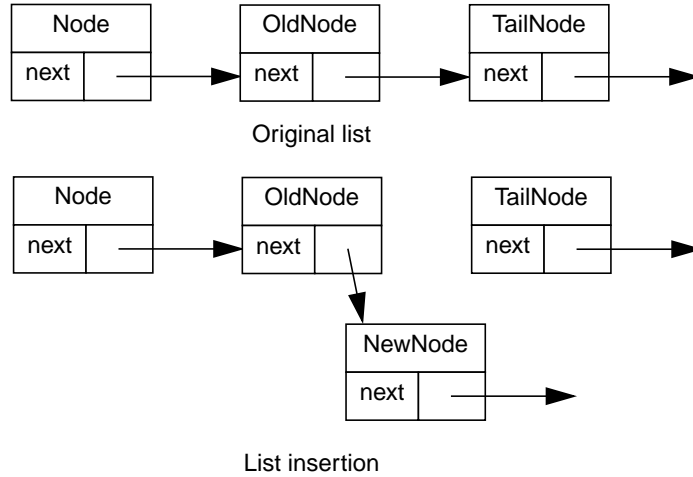 Node OldNode TailNode
next next next
Original list
Node OldNode TailNode
next next next
NewNode
next
List insertion